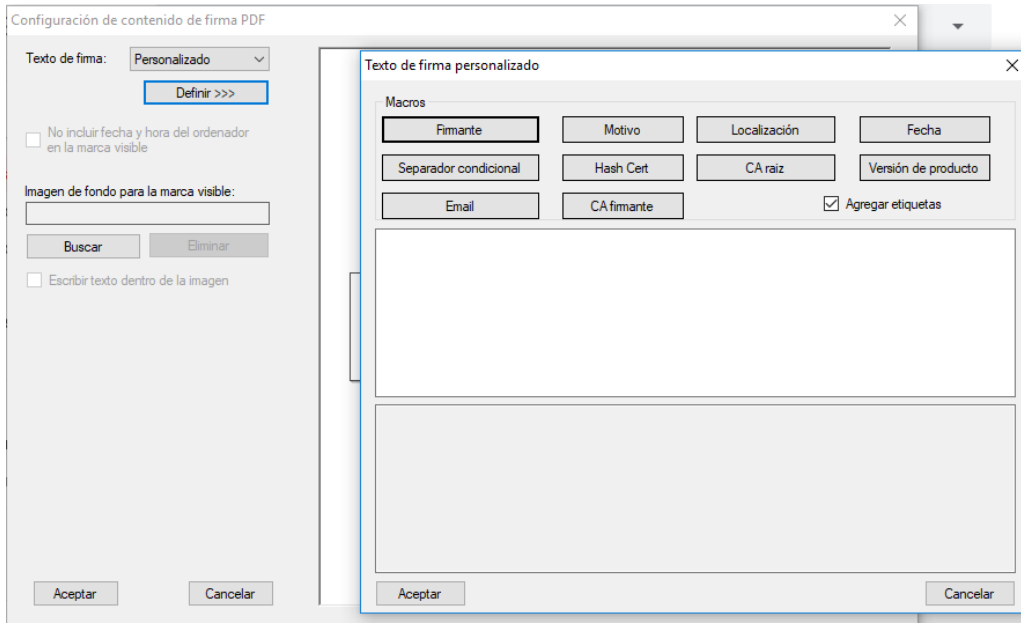 Configuración de contenido de firma PDF
Texto de firma: Personalizado
Definir >>>
No incluir fecha y hora del ordenador
en la marca visible
Imagen de fondo para la marca visible:
Buscar Eliminar
Escribir texto dentro de la imagen
Aceptar Cancelar
Texto de firma personalizado
Macros
Firmante Motivo Localización Fecha
Separador condicional Hash Cert CA raiz Versión de producto
Email CA firmante Agregar etiquetas
Aceptar Cancelar